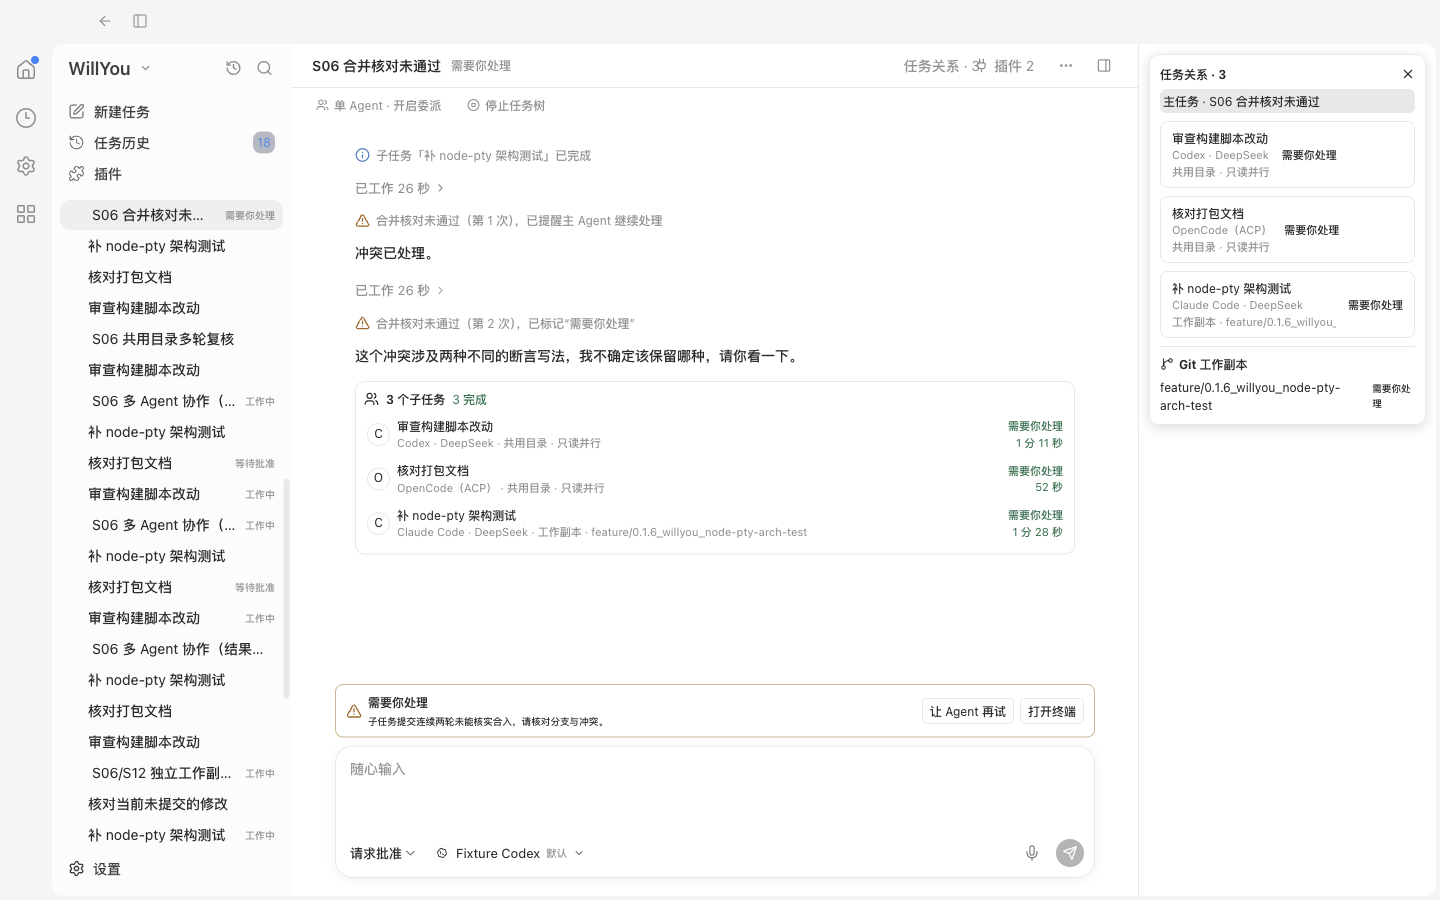 WillYou
新建任务
任务历史
18
插件
S06 合并核对未... 需要你处理
补 node-pty 架构测试
核对打包文档
审查构建脚本改动
S06 共用目录多轮复核
审查构建脚本改动
S06 多 Agent 协作（... 工作中
补 node-pty 架构测试
核对打包文档 等待批准
审查构建脚本改动 工作中
S06 多 Agent 协作（... 工作中
补 node-pty 架构测试
核对打包文档 等待批准
审查构建脚本改动 工作中
S06 多 Agent 协作（结果...
补 node-pty 架构测试
核对打包文档
审查构建脚本改动
S06/S12 独立工作副... 工作中
核对当前未提交的修改
补 node-pty 架构测试 工作中
设置
S06 合并核对未通过 需要你处理
任务关系 · 3 插件 2
单 Agent · 开启委派 停止任务树
子任务「补 node-pty 架构测试」已完成
已工作 26 秒
合并核对未通过（第 1 次），已提醒主 Agent 继续处理
冲突已处理。
已工作 26 秒
合并核对未通过（第 2 次），已标记“需要你处理”
这个冲突涉及两种不同的断言写法，我不确定该保留哪种，请你看一下。
3 个子任务 3 完成
C
审查构建脚本改动 需要你处理
Codex · DeepSeek · 共用目录 · 只读并行 1 分 11 秒
O
核对打包文档 需要你处理
OpenCode（ACP） · 共用目录 · 只读并行 52 秒
C
补 node-pty 架构测试 需要你处理
Claude Code · DeepSeek · 工作副本 · feature/0.1.6_willyou_node-pty-arch-test 1 分 28 秒
需要你处理
子任务提交连续两轮未能核实合入，请核对分支与冲突。
让 Agent 再试 打开终端
随心输入
请求批准 Fixture Codex 默认
任务关系 · 3
主任务 · S06 合并核对未通过
审查构建脚本改动
Codex · DeepSeek 需要你处理
共用目录 · 只读并行
核对打包文档
OpenCode（ACP） 需要你处理
共用目录 · 只读并行
补 node-pty 架构测试
Claude Code · DeepSeek 需要你处理
工作副本 · feature/0.1.6_willyou_
Git 工作副本
feature/0.1.6_willyou_node-pty-
arch-test
需要你处
理